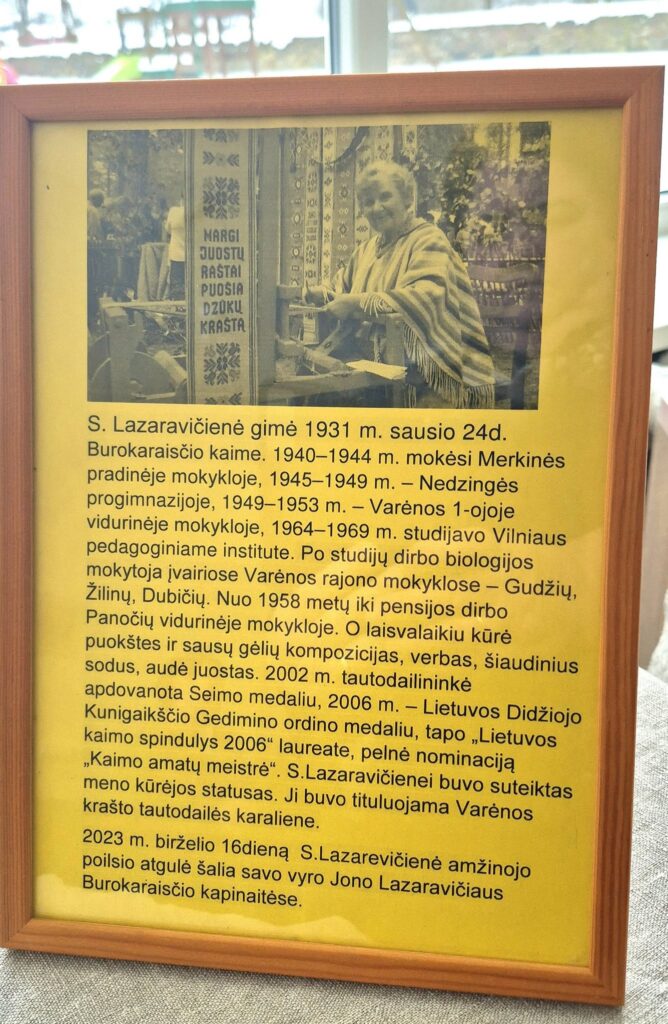 MARGI
JUOSTŲ
RAŠTAI
PUOŠIA
DZŪKŲ
KRAŠTĄ
S. Lazaravičienė gimė 1931 m. sausio 24d.
Burokaraisčio kaime. 1940–1944 m. mokėsi Merkinės
pradinėje mokykloje, 1945–1949 m. – Nedzingės
progimnazijoje, 1949–1953 m. – Varėnos 1-ojoje
vidurinėje mokykloje, 1964–1969 m. studijavo Vilniaus
pedagoginiame institute. Po studijų dirbo biologijos
mokytoja įvairiose Varėnos rajono mokyklose – Gudžių,
Žilinų, Dubičių. Nuo 1958 metų iki pensijos dirbo
Panočių vidurinėje mokykloje. O laisvalaikiu kūrė
puokštes ir sausų gėlių kompozicijas, verbas, šiaudinius
sodus, audė juostas. 2002 m. tautodailininkė
apdovanota Seimo medaliu, 2006 m. – Lietuvos Didžiojo
Kunigaikščio Gedimino ordino medaliu, tapo „Lietuvos
kaimo spindulys 2006“ laureate, pelnė nominaciją
„Kaimo amatų meistrė“. S.Lazaravičienei buvo suteiktas
meno kūrėjos statusas. Ji buvo tituluojama Varėnos
krašto tautodailės karaliene.
2023 m. birželio 16dieną S.Lazarevičienė amžinojo
poilsio atgulė šalia savo vyro Jono Lazaravičiaus
Burokaraisčio kapinaitėse.